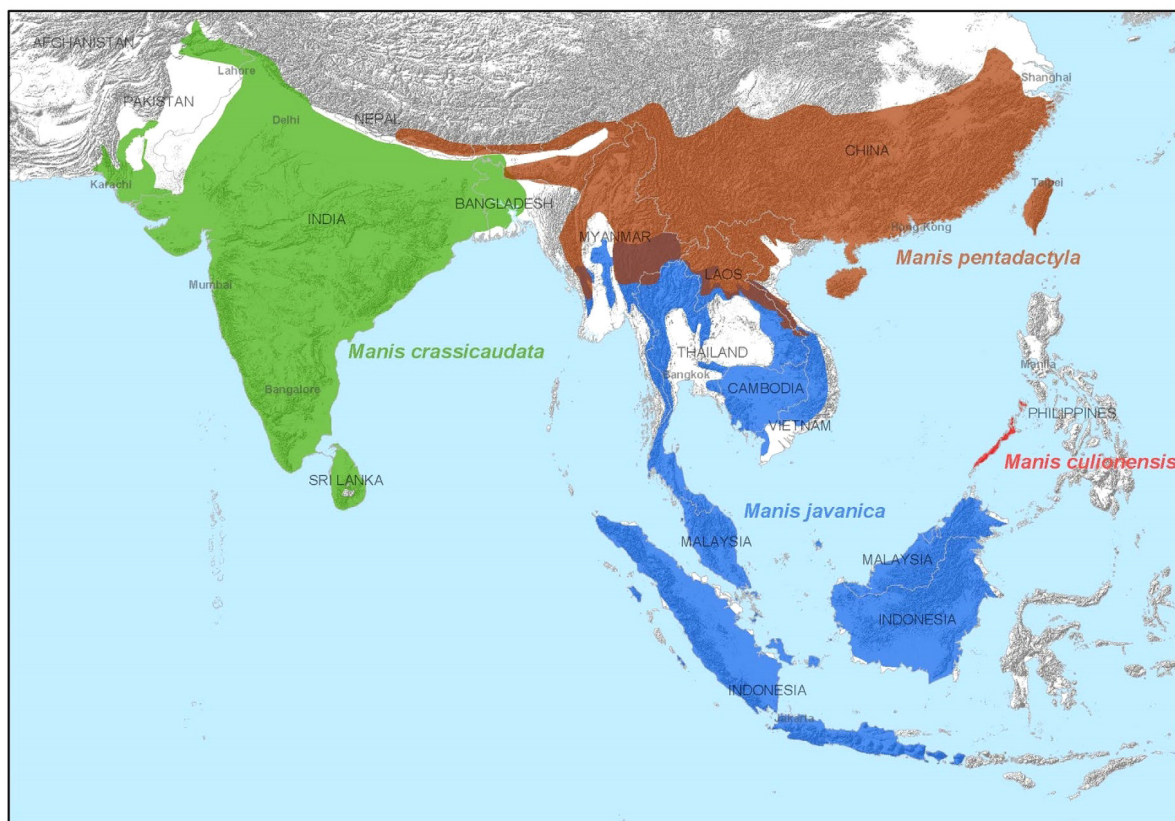 AFGHANISTAN
Lahore
Shanghai
PAKISTAN
NEPAL
Delhi
CHINA
Karachi
Taipei
BANGLADESH
INDIA
Hong Kong
MYANMAR
Manis pentadactyla
LAOS
Mumbai
Manis crassicaudata
THAILAND
Manila
Bangkok
Bangalore
CAMBODIA
PHILIPPINES
VIETNAM
Manis culionensis
SRI LANKA
Manis javanica
MALAYSIA
MALAYSIA
INDONESIA
INDONESIA
Jakarta